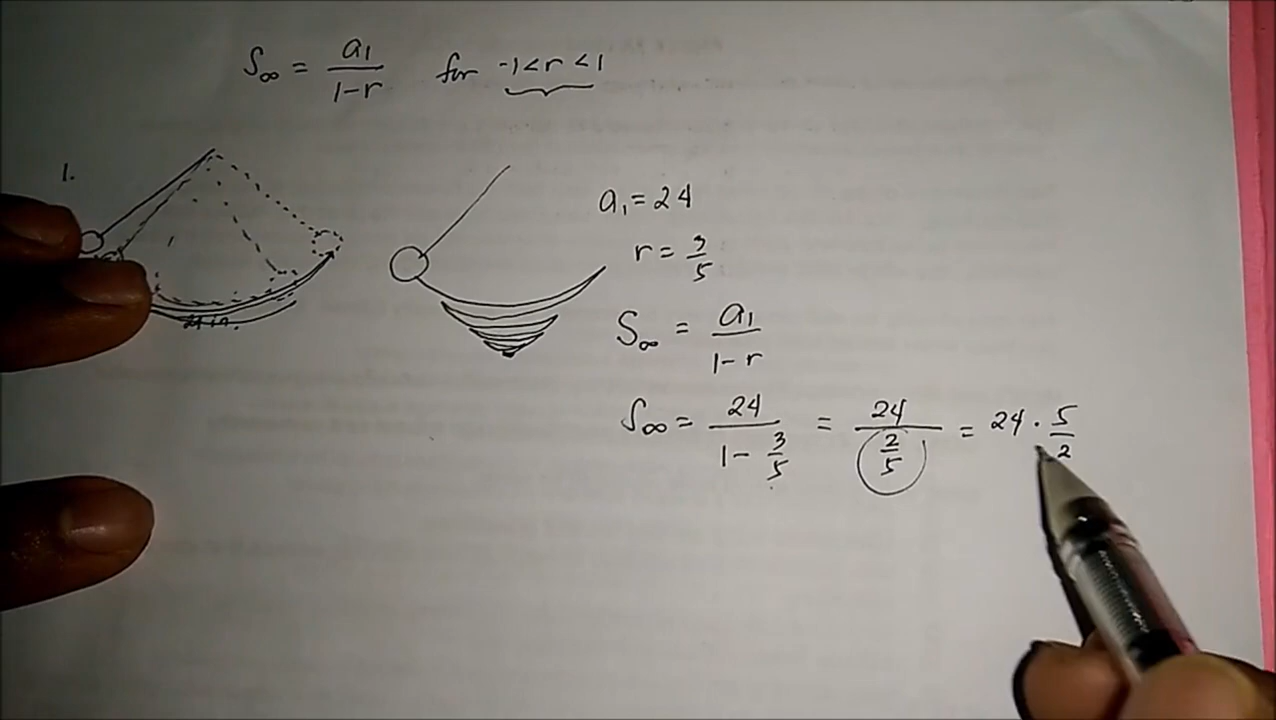 S∞ = a₁/(1-r) for -1<r<1
1.
a₁ = 24
r = 3/5
S∞ = a₁/(1-r)
S∞ = 24/(1 - 3/5) = 24/(2/5) = 24 · 5/2